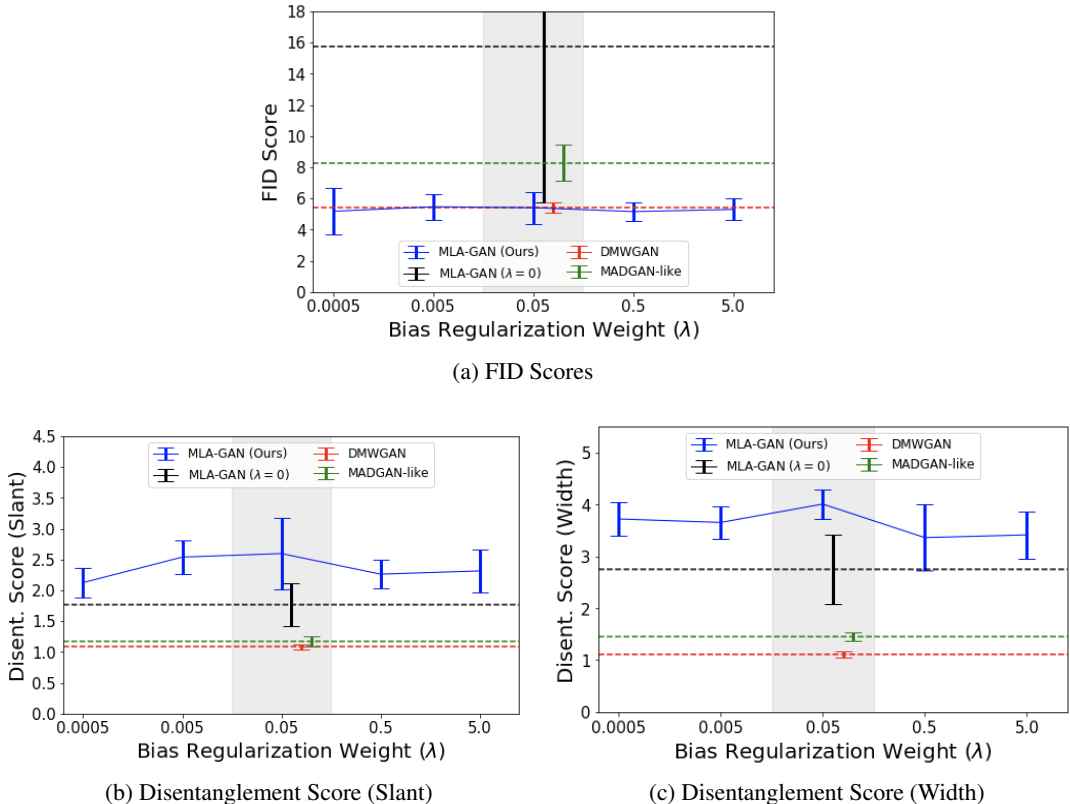 18
16
14
12
10
8
6
4
2
0
FID Score
MLA-GAN (Ours)
MLA-GAN (λ = 0)
DMWGAN
MADGAN-like
0.0005 0.005 0.05 0.5 5.0
Bias Regularization Weight (λ)
(a) FID Scores
4.5
4.0
3.5
3.0
2.5
2.0
1.5
1.0
0.5
0.0
Disent. Score (Slant)
MLA-GAN (Ours)
MLA-GAN (λ = 0)
DMWGAN
MADGAN-like
0.0005 0.005 0.05 0.5 5.0
Bias Regularization Weight (λ)
(b) Disentanglement Score (Slant)
5
4
3
2
1
0
Disent. Score (Width)
MLA-GAN (Ours)
MLA-GAN (λ = 0)
DMWGAN
MADGAN-like
0.0005 0.005 0.05 0.5 5.0
Bias Regularization Weight (λ)
(c) Disentanglement Score (Width)